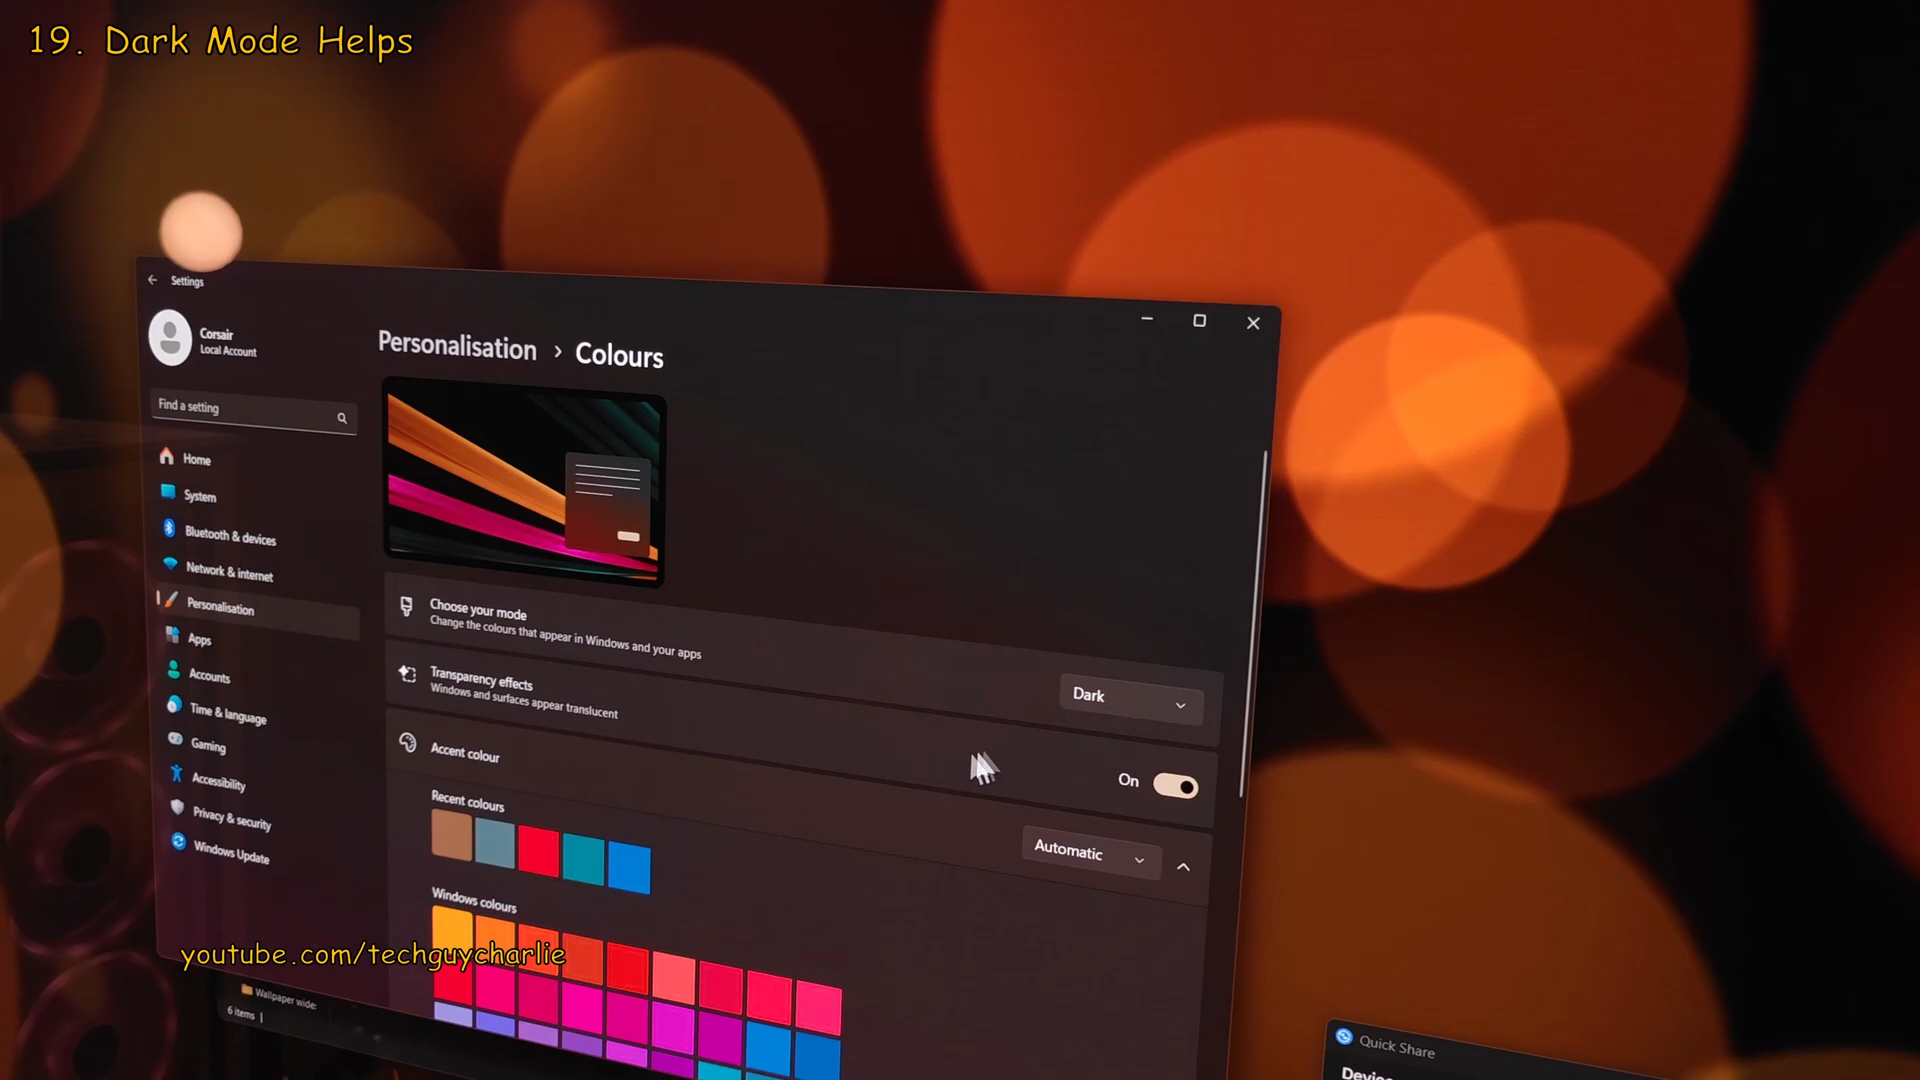 19. Dark Mode Helps
Settings
Corsair
Local Account
Find a setting
Home
System
Bluetooth & devices
Network & internet
Personalisation
Apps
Accounts
Time & language
Gaming
Accessibility
Privacy & security
Windows Update
Personalisation › Colours
Choose your mode
Change the colours that appear in Windows and your apps
Dark
Transparency effects
Windows and surfaces appear translucent
On
Accent colour
Automatic
Recent colours
Windows colours
youtube.com/techguycharlie
Wallpaper wide:
6 items
Quick Share